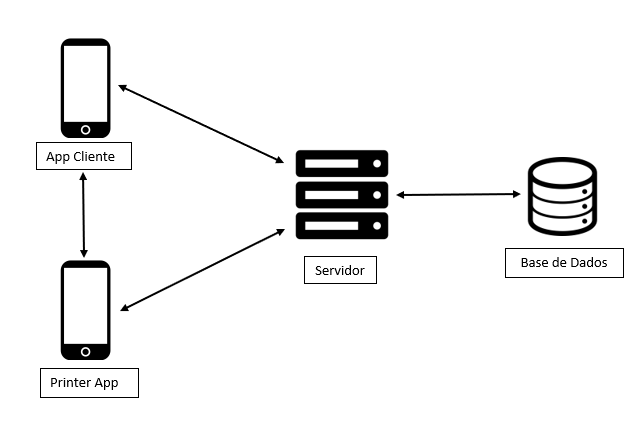 App Cliente
Servidor
Base de Dados
Printer App